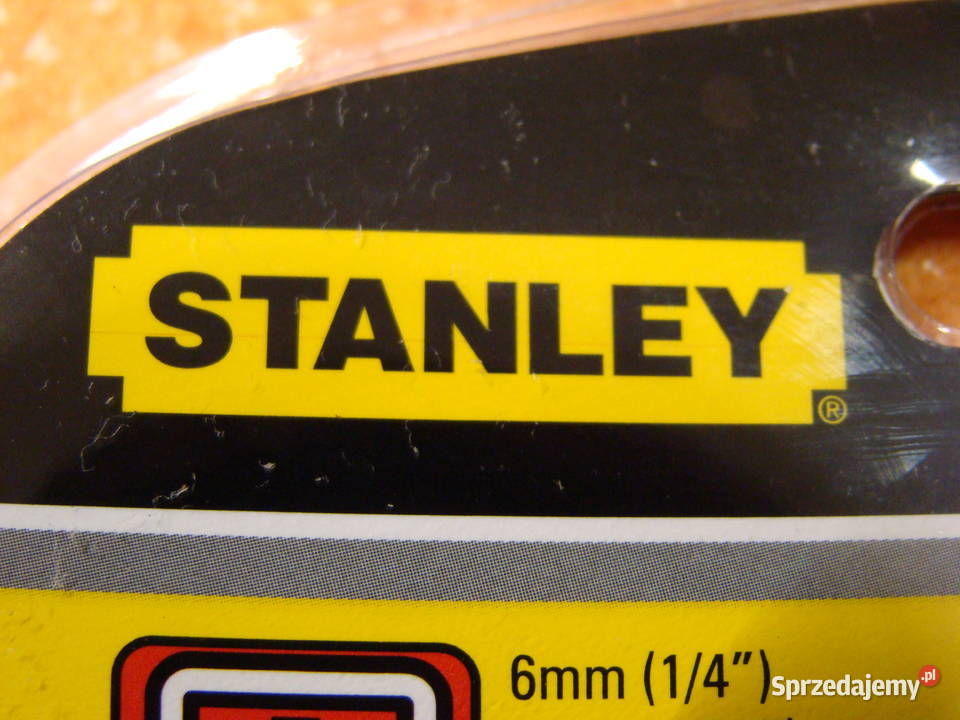 STANLEY
®
6mm (1/4”)
Sprzedajemy.pl